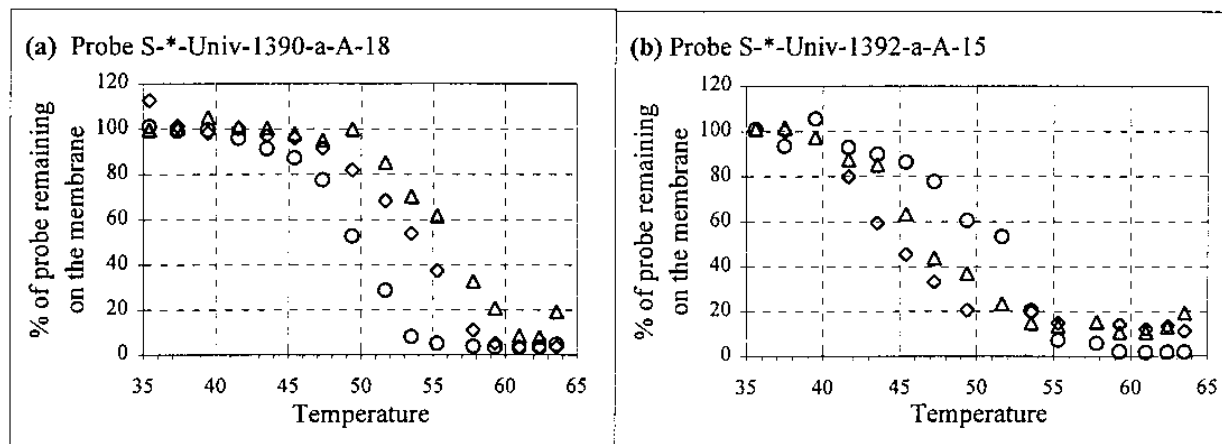 (a) Probe S-*-Univ-1390-a-A-18
% of probe remaining
on the membrane
120
100
80
60
40
20
0
35 40 45 50 55 60 65
Temperature
(b) Probe S-*-Univ-1392-a-A-15
% of probe remaining
on the membrane
120
100
80
60
40
20
0
35 40 45 50 55 60 65
Temperature